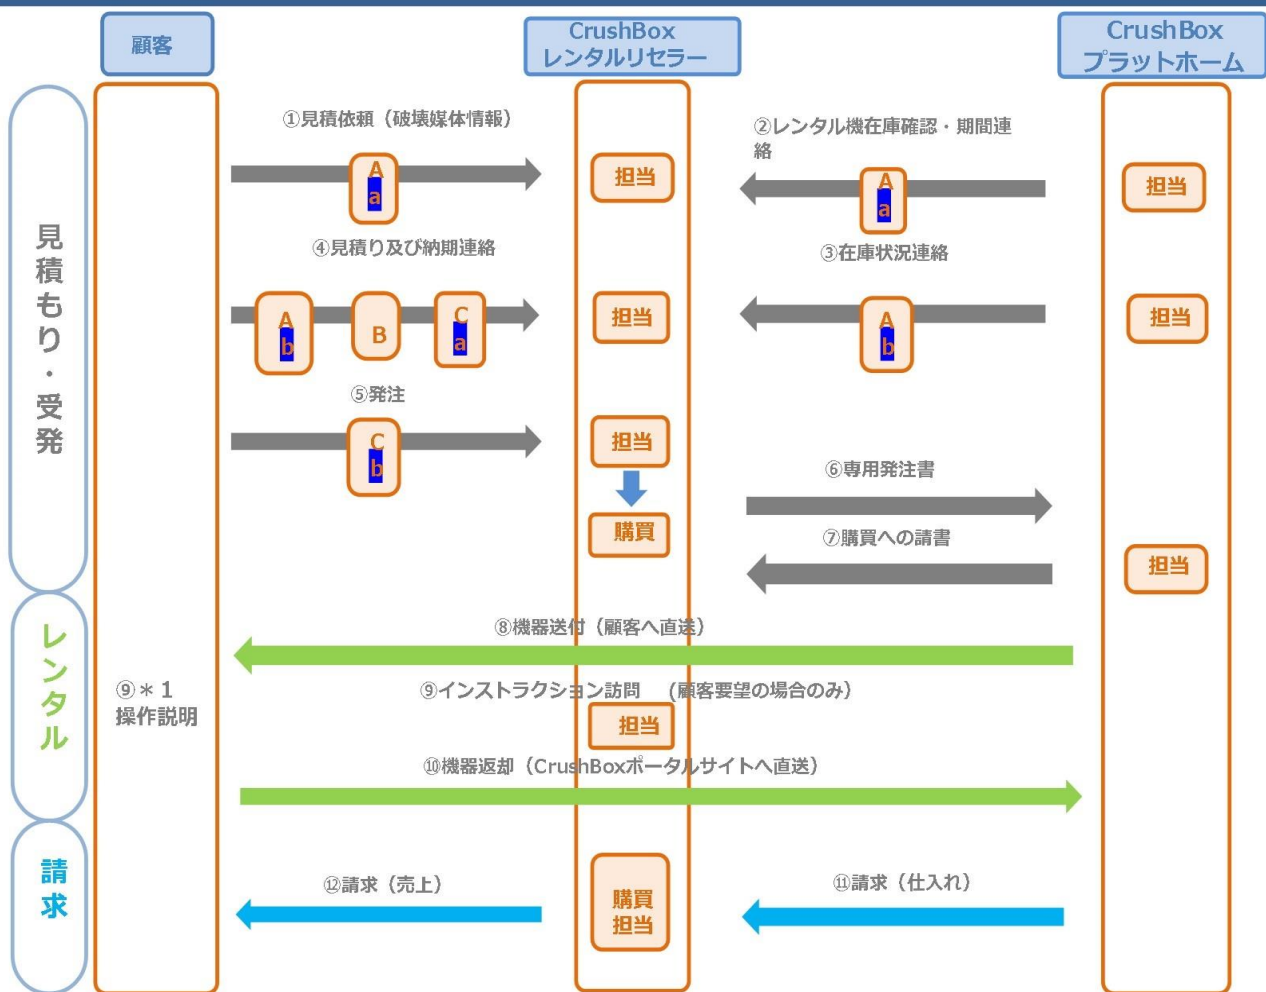 顧客
CrushBox
レンタルリセラー
CrushBox
プラットホーム
見積もり・受発
①見積依頼（破壊媒体情報）
A
a
担当
②レンタル機在庫確認・期間連
絡
A
a
担当
④見積り及び納期連絡
A
b
B
C
a
担当
③在庫状況連絡
A
b
担当
⑤発注
C
b
担当
購買
⑥専用発注書
⑦購買への請書
担当
レンタル
⑧機器送付（顧客へ直送）
⑨＊１
操作説明
⑨インストラクション訪問　(顧客要望の場合のみ）
担当
⑩機器返却（CrushBoxポータルサイトへ直送）
請求
⑫請求（売上）
購買
担当
⑪請求（仕入れ）